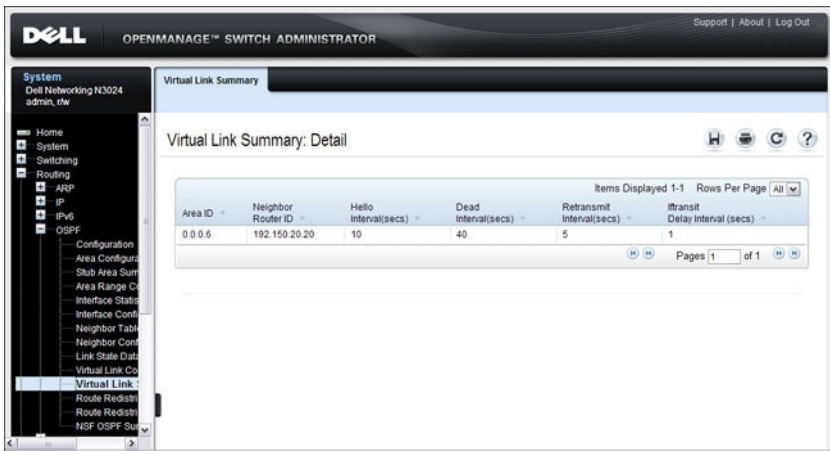 Support | About | Log Out
DELL OPENMANAGE™ SWITCH ADMINISTRATOR
System
Dell Networking N3024
admin, r/w
Virtual Link Summary
Home
System
Switching
Routing
ARP
IP
IPv6
OSPF
Configuration
Area Configura
Stub Area Sum
Area Range Co
Interface Statis
Interface Confi
Neighbor Tabl
Neighbor Conf
Link State Data
Virtual Link Co
Virtual Link
Route Redistri
Route Redistri
NSF OSPF Sur
Virtual Link Summary: Detail
Items Displayed 1-1 Rows Per Page All
Area ID Neighbor Router ID Hello Interval(secs) Dead Interval(secs) Retransmit Interval(secs) Iftransit Delay Interval (secs)
0.0.0.6 192.150.20.20 10 40 5 1
Pages 1 of 1